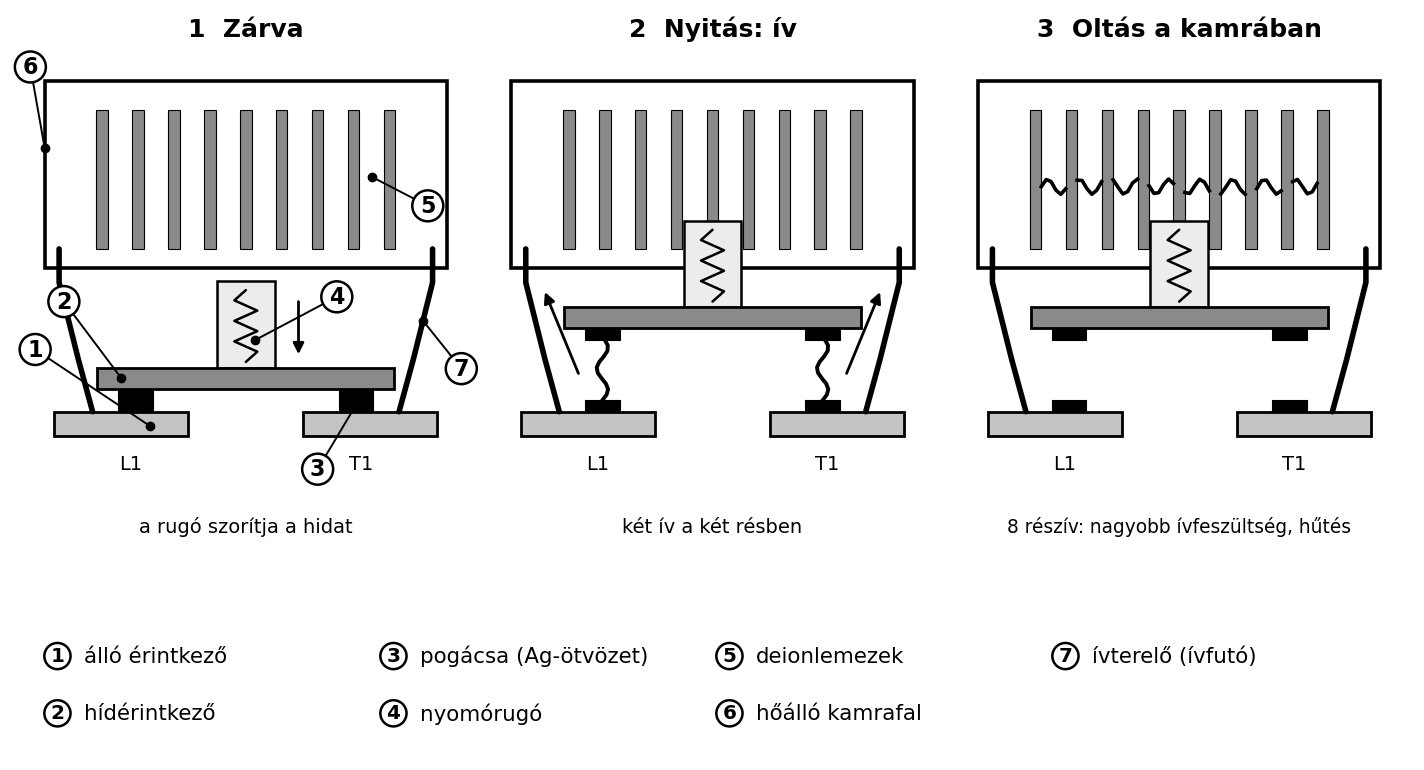 1 Zárva
2 Nyitás: ív
3 Oltás a kamrában
6
5
2
4
1
7
3
L1
T1
L1
T1
L1
T1
a rugó szorítja a hidat
két ív a két résben
8 részív: nagyobb ívfeszültség, hűtés
1 álló érintkező
3 pogácsa (Ag-ötvözet)
5 deionlemezek
7 ívterelő (ívfutó)
2 hídérintkező
4 nyomórugó
6 hőálló kamrafal